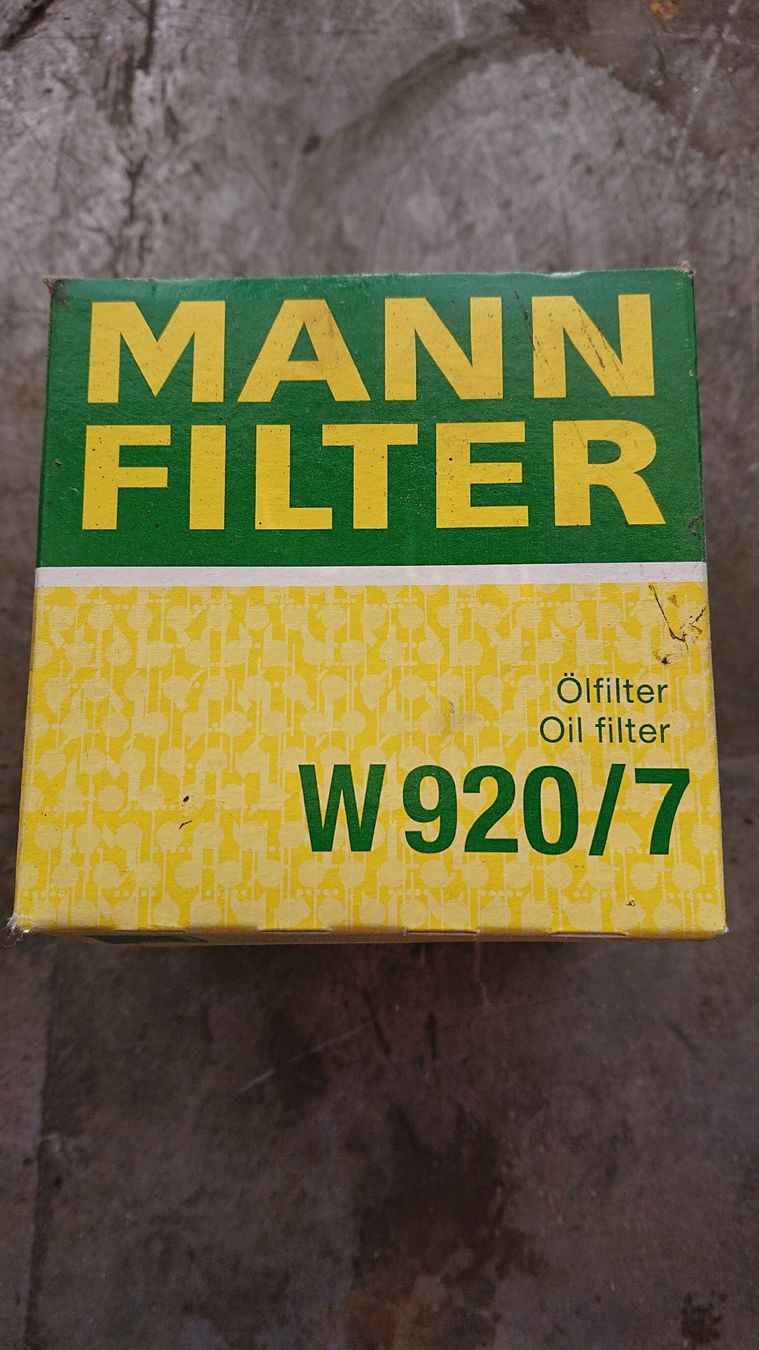 MANN
FILTER
Ölfilter
Oil filter
W 920/7